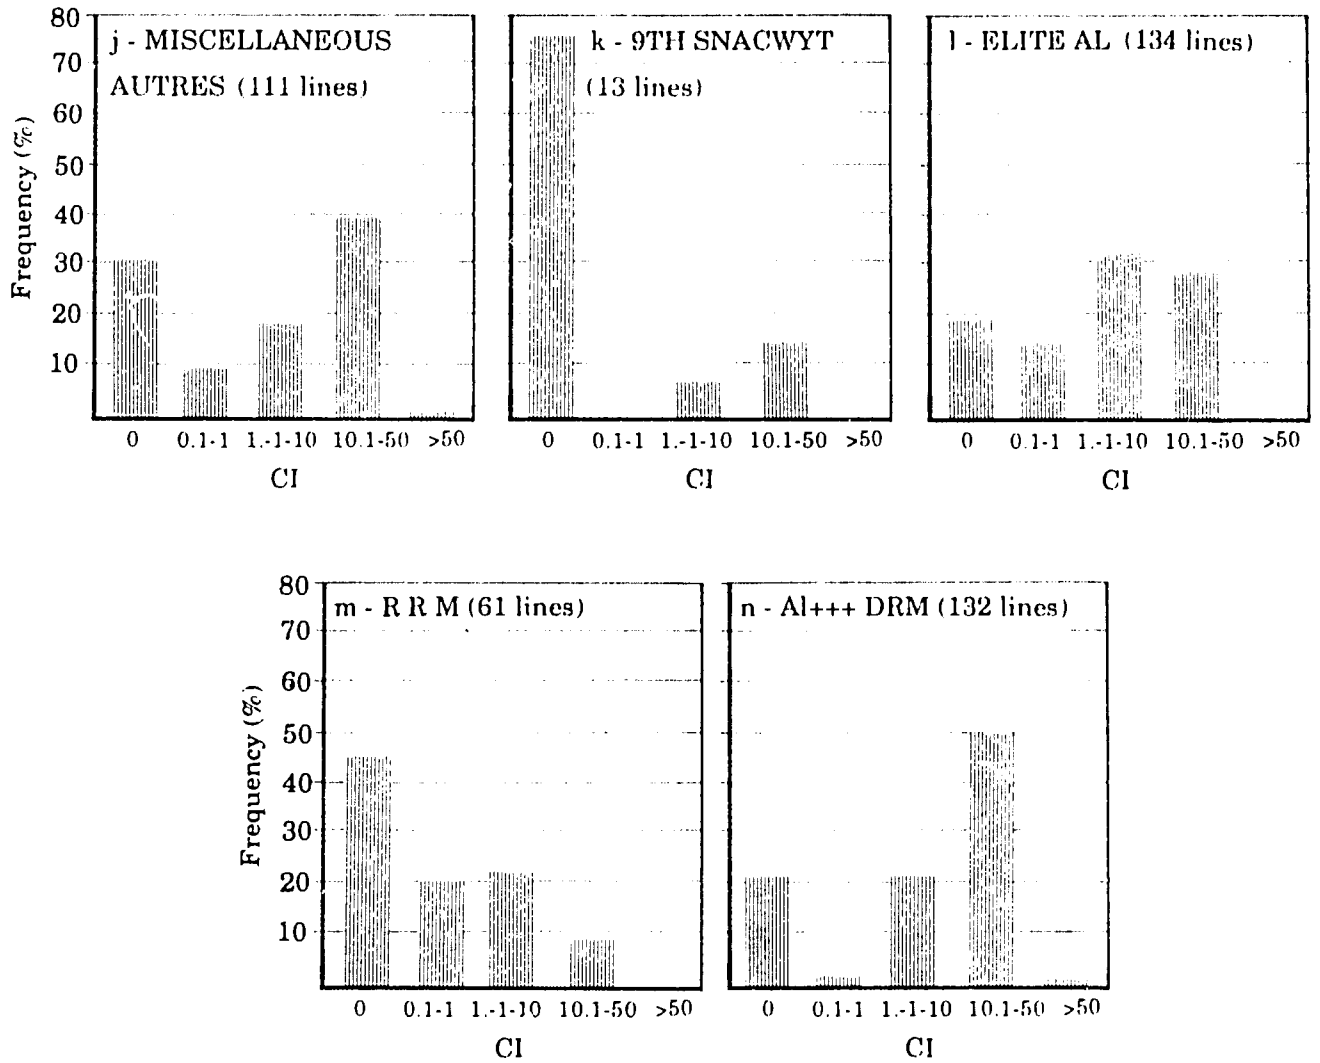 j - MISCELLANEOUS
AUTRES (111 lines)
k - 9TH SNACWYT
(13 lines)
l - ELITE AL (134 lines)
Frequency (%)
80
70
60
50
40
30
20
10
0 0.1-1 1.-1-10 10.1-50 >50
CI
0 0.1-1 1.-1-10 10.1-50 >50
CI
0 0.1-1 1.-1-10 10.1-50 >50
CI
m - R R M (61 lines)
n - Al+++ DRM (132 lines)
Frequency (%)
80
70
60
50
40
30
20
10
0 0.1-1 1.-1-10 10.1-50 >50
CI
0 0.1-1 1.-1-10 10.1-50 >50
CI